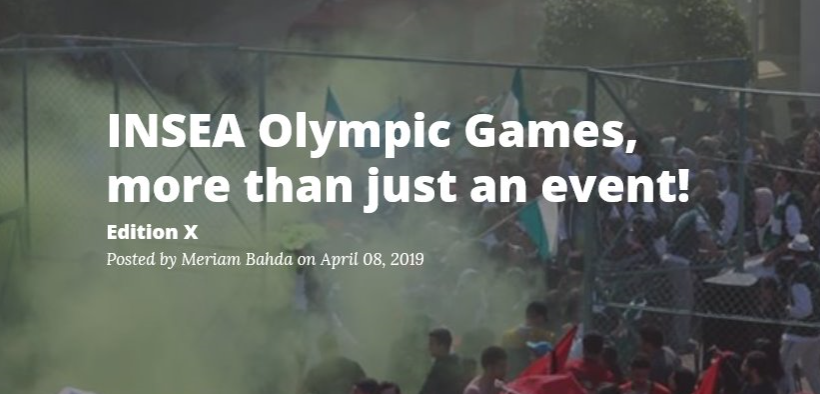 INSEA Olympic Games,
more than just an event!
Edition X
Posted by Meriam Bahda on April 08, 2019